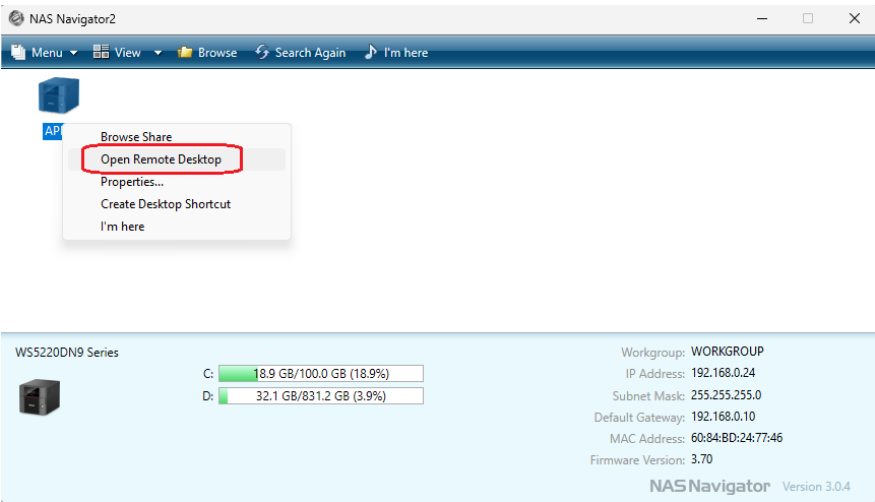 NAS Navigator2
Menu View Browse Search Again I'm here
AP
Browse Share
Open Remote Desktop
Properties...
Create Desktop Shortcut
I'm here
WS5220DN9 Series
C: 18.9 GB/100.0 GB (18.9%)
D: 32.1 GB/831.2 GB (3.9%)
Workgroup: WORKGROUP
IP Address: 192.168.0.24
Subnet Mask: 255.255.255.0
Default Gateway: 192.168.0.10
MAC Address: 60:84:BD:24:77:46
Firmware Version: 3.70
NAS Navigator Version 3.0.4